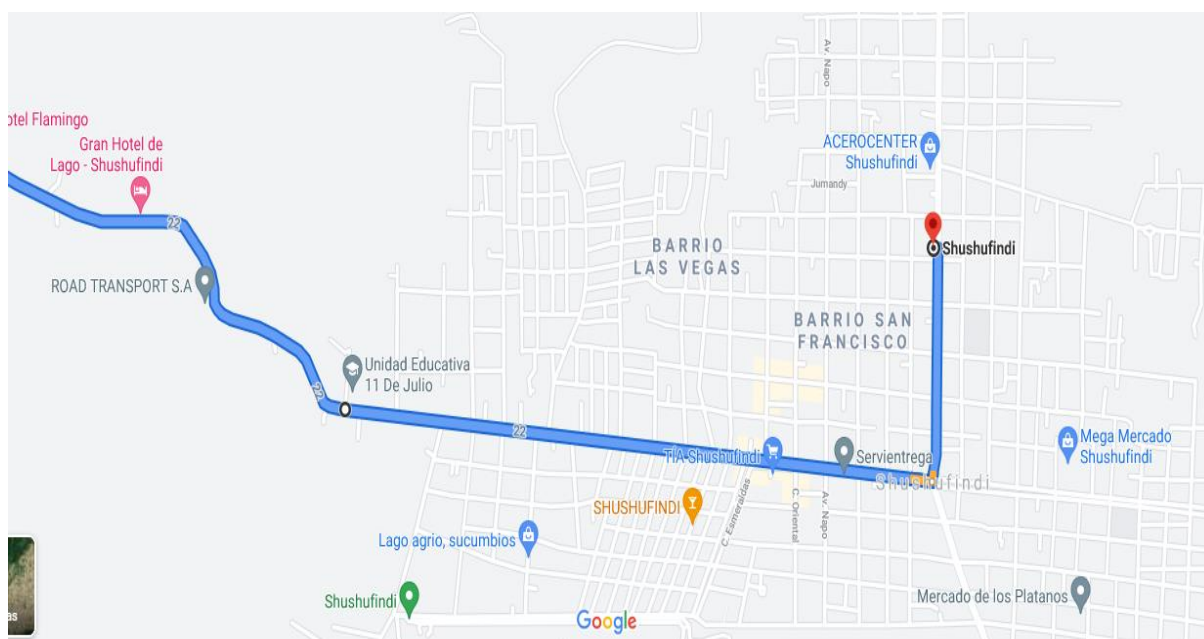 otel Flamingo
Gran Hotel de
Lago - Shushufindi
22
ROAD TRANSPORT S.A
Av. Napo
ACEROCENTER
Shushufindi
Jumandy
Shushufindi
BARRIO
LAS VEGAS
BARRIO SAN
FRANCISCO
Unidad Educativa
11 De Julio
22
22
TIA Shushufindi
Servientrega
Mega Mercado
Shushufindi
Shushufindi
SHUSHUFINDI
C. Esmeraldas
C. Oriental
Av. Napo
Lago agrio, sucumbios
Shushufindi
Mercado de los Platanos
Google
as